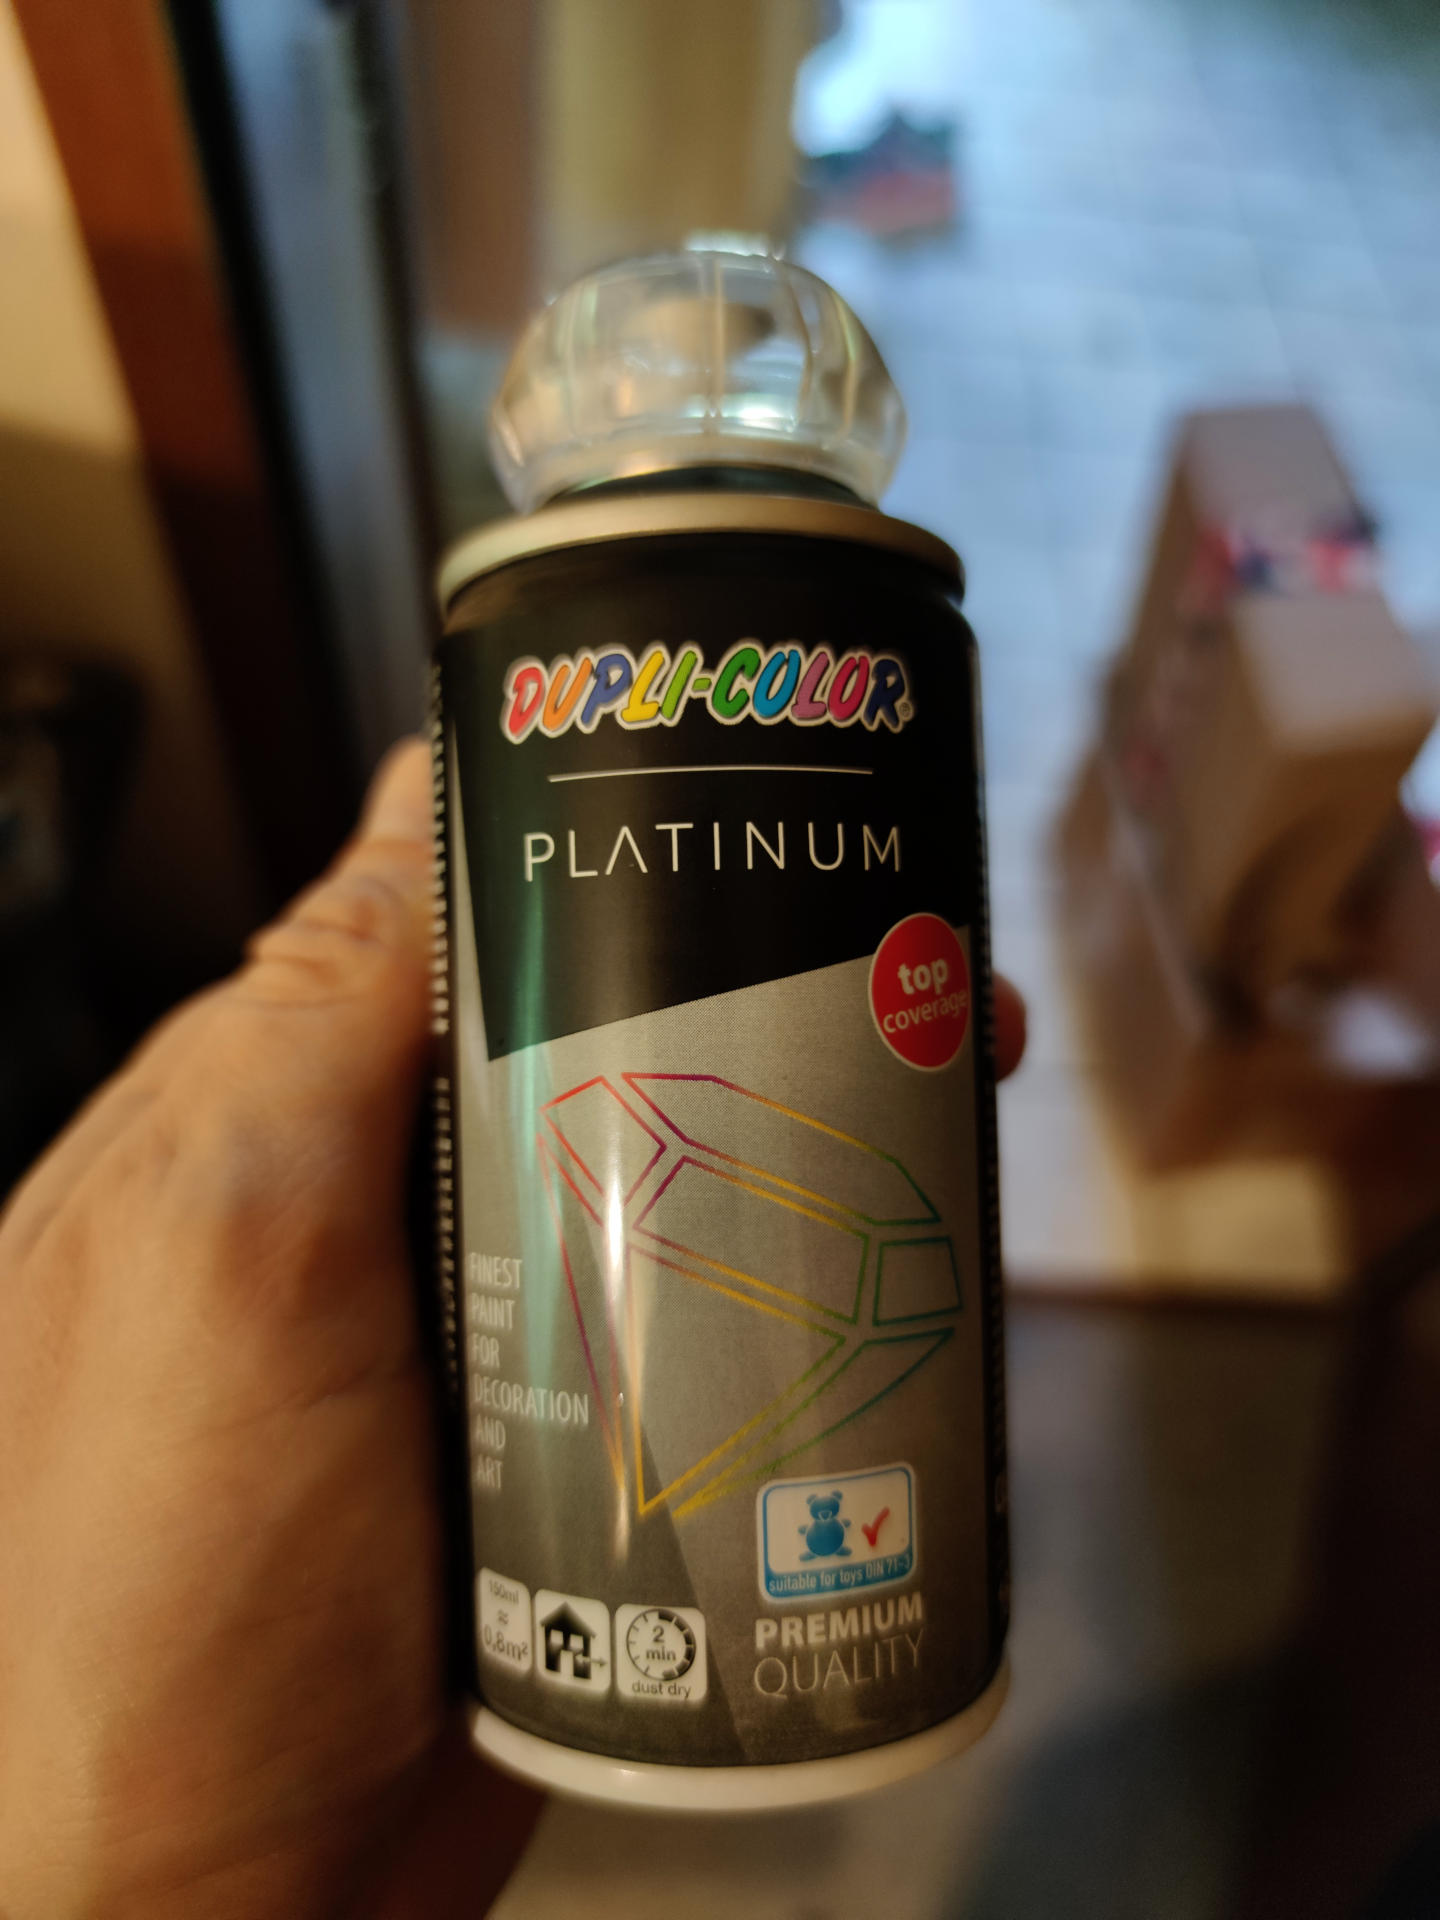 DUPLI-COLOR®
PLATINUM
top
coverage
FINEST
PAINT
FOR
DECORATION
AND
ART
suitable for toys DIN 71-3
PREMIUM
QUALITY
150ml
≈
0,8m²
2
min
dust dry